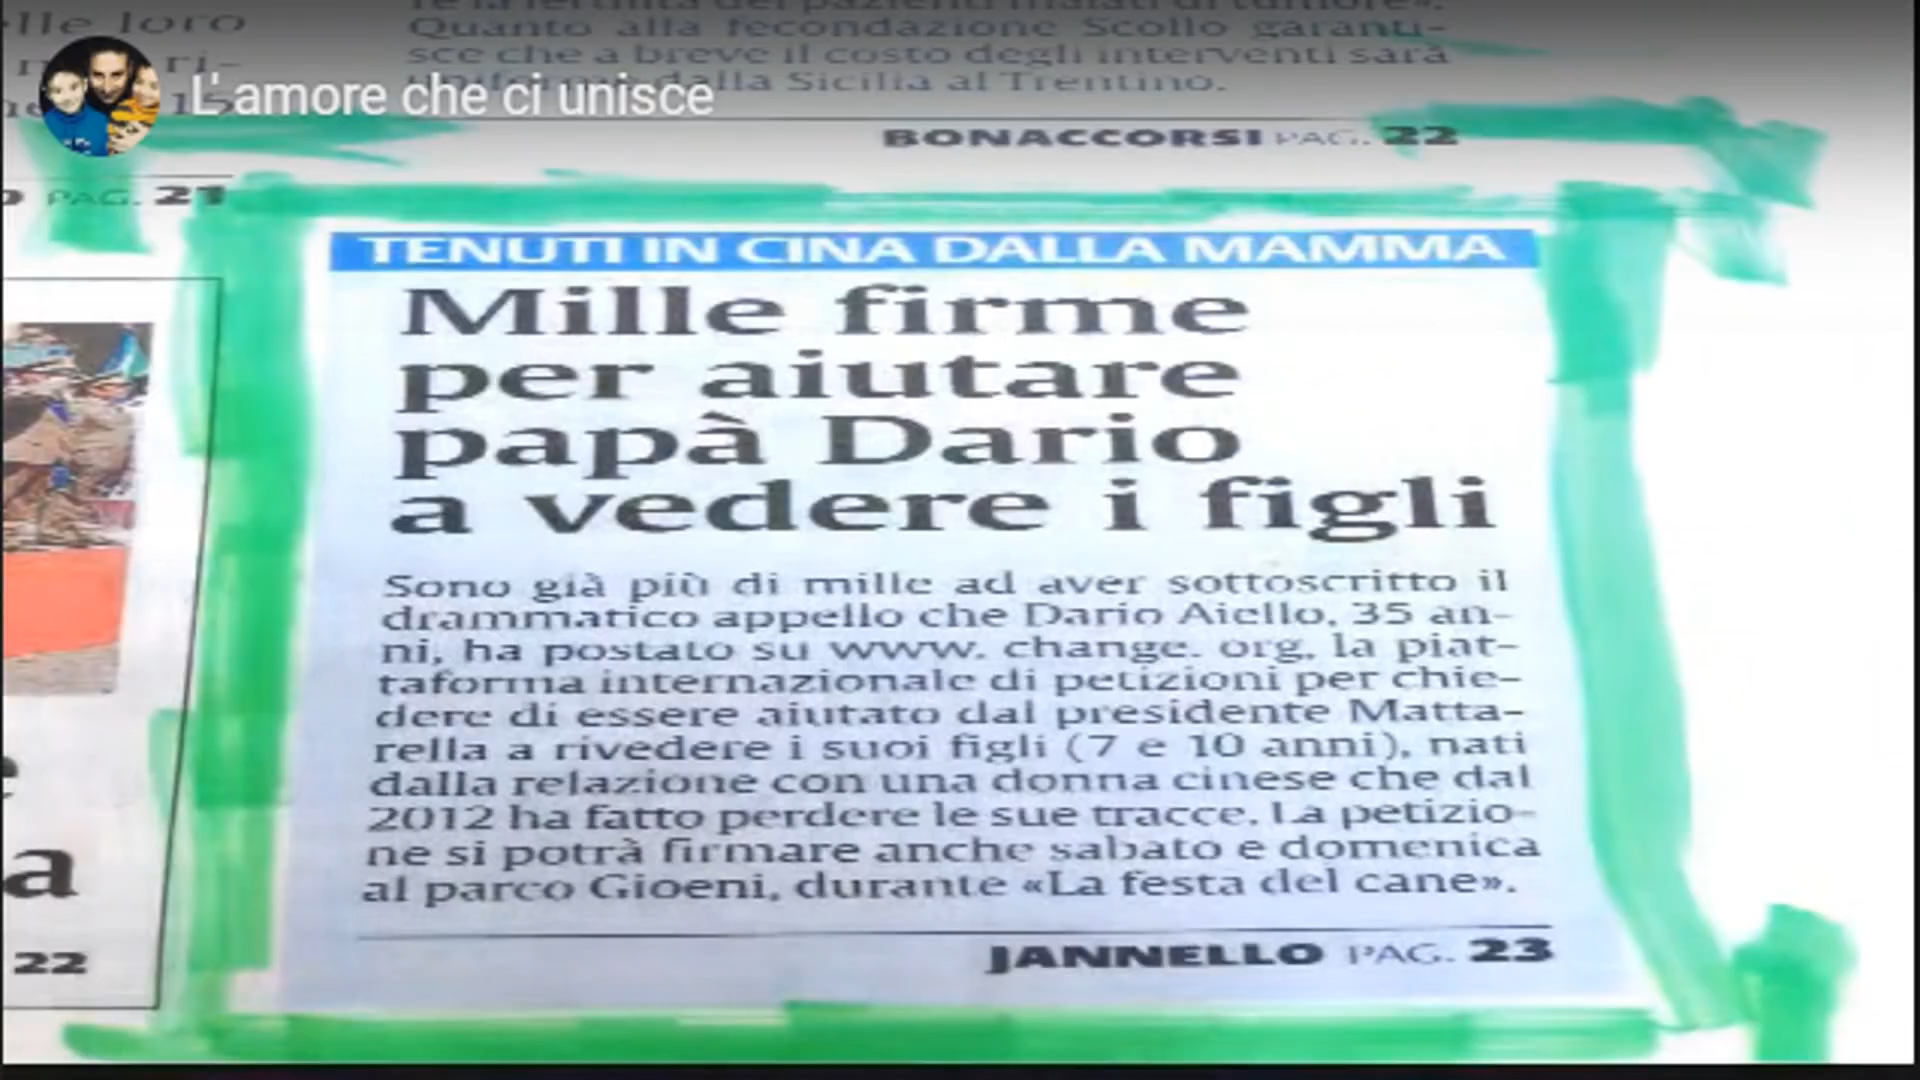 elle loro
Quanto alla fecondazione Scollo garanti-
sce che a breve il costo degli interventi sarà
dalla Sicilia al Trentino.
L'amore che ci unisce
BONACCORSI PAG. 22
PAG. 21
TENUTI IN CINA DALLA MAMMA
Mille firme
per aiutare
papà Dario
a vedere i figli
Sono già più di mille ad aver sottoscritto il
drammatico appello che Dario Aiello, 35 an-
ni, ha postato su www. change. org, la piat-
taforma internazionale di petizioni per chie-
dere di essere aiutato dal presidente Matta-
rella a rivedere i suoi figli (7 e 10 anni), nati
dalla relazione con una donna cinese che dal
2012 ha fatto perdere le sue tracce. La petizio-
ne si potrà firmare anche sabato e domenica
al parco Gioeni, durante «La festa del cane».
JANNELLO PAG. 23
a
22